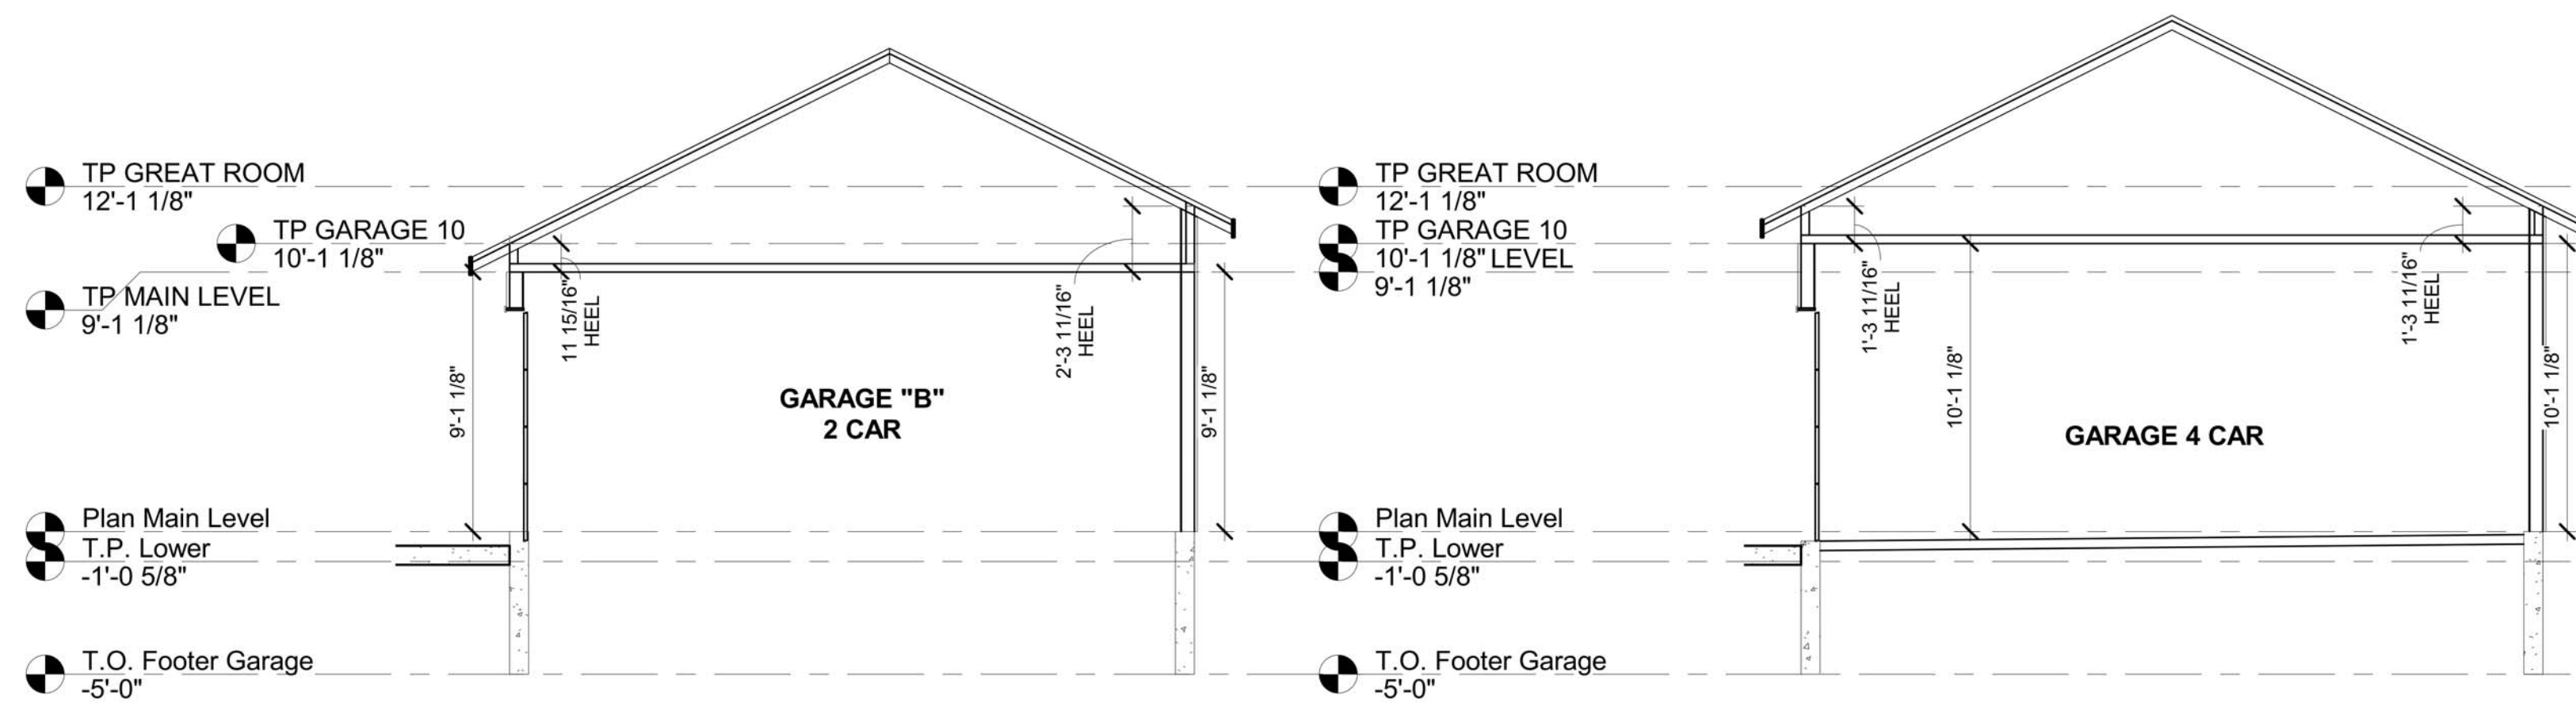 TP GREAT ROOM
12'-1 1/8"
TP GARAGE 10
10'-1 1/8"
TP MAIN LEVEL
9'-1 1/8"
9'-1 1/8"
11 15/16"
HEEL
GARAGE "B"
2 CAR
2'-3 11/16"
HEEL
9'-1 1/8"
Plan Main Level
T.P. Lower
-1'-0 5/8"
T.O. Footer Garage
-5'-0"
TP GREAT ROOM
12'-1 1/8"
TP GARAGE 10
10'-1 1/8" LEVEL
9'-1 1/8"
1'-3 11/16"
HEEL
10'-1 1/8"
GARAGE 4 CAR
1'-3 11/16"
HEEL
10'-1 1/8"
Plan Main Level
T.P. Lower
-1'-0 5/8"
T.O. Footer Garage
-5'-0"